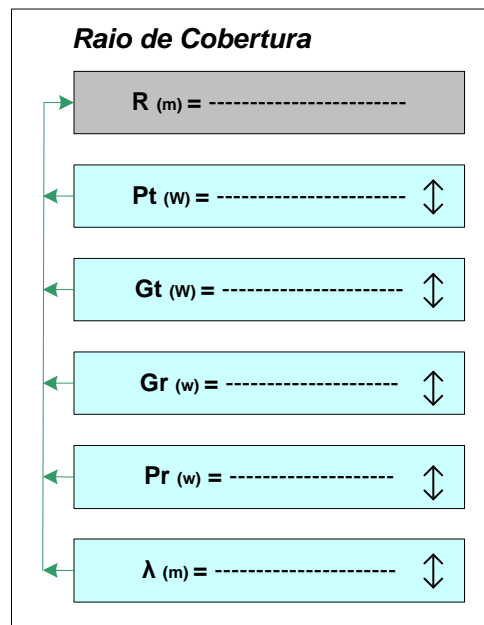 Raio de Cobertura
R (m) = -----------------------
Pt (W) = -----------------------
Gt (W) = ----------------------
Gr (w) = ---------------------
Pr (w) = --------------------
λ (m) = ----------------------